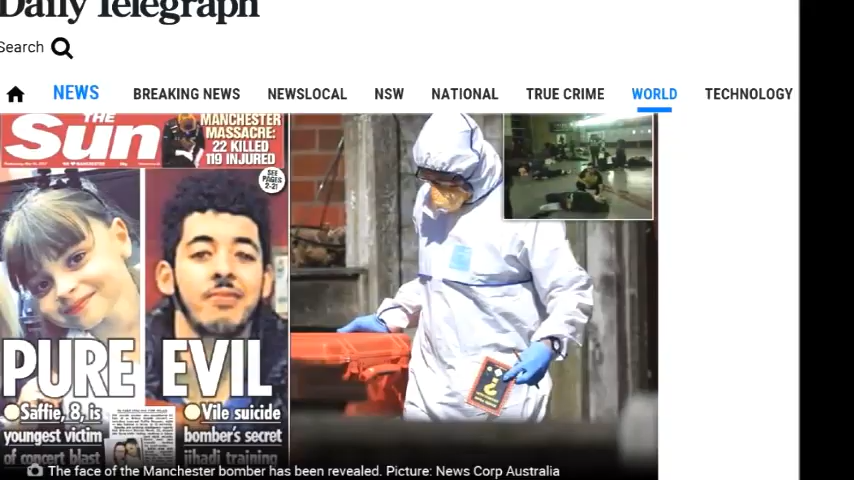 Daily Telegraph
Search
NEWS BREAKING NEWS NEWSLOCAL NSW NATIONAL TRUE CRIME WORLD TECHNOLOGY
THE
Sun
MANCHESTER
MASSACRE:
22 KILLED
119 INJURED
SEE
PAGES
2-21
PURE EVIL
Saffie, 8, is
youngest victim
of concert blast
Vile suicide
bomber's secret
jihadi training
The face of the Manchester bomber has been revealed. Picture: News Corp Australia